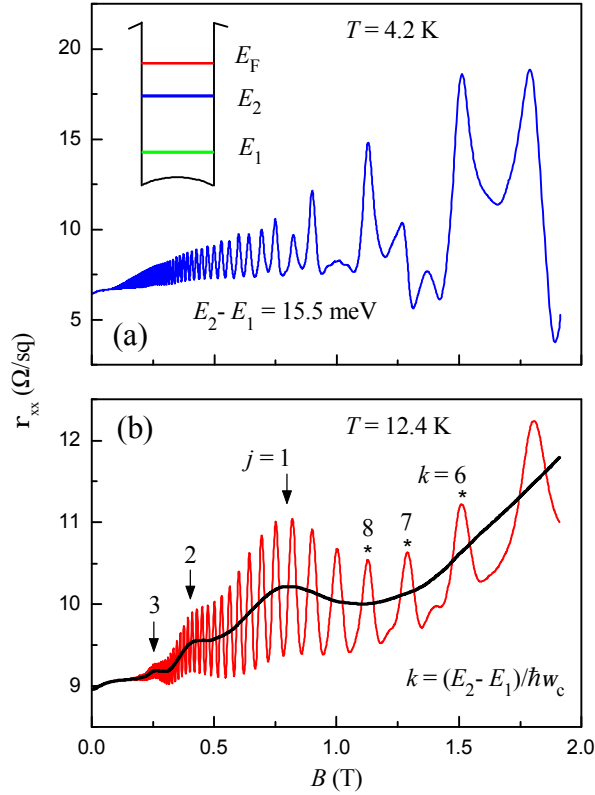 T = 4.2 K
20
15
10
5
E_F
E_2
E_1
E_2 - E_1 = 15.5 meV
(a)
r_xx (Ω/sq)
(b)
T = 12.4 K
12
11
10
9
j = 1
2
3
k = 6
7
8
*
*
*
k = (E_2 - E_1)/ħw_c
0.0
0.5
1.0
1.5
2.0
B (T)